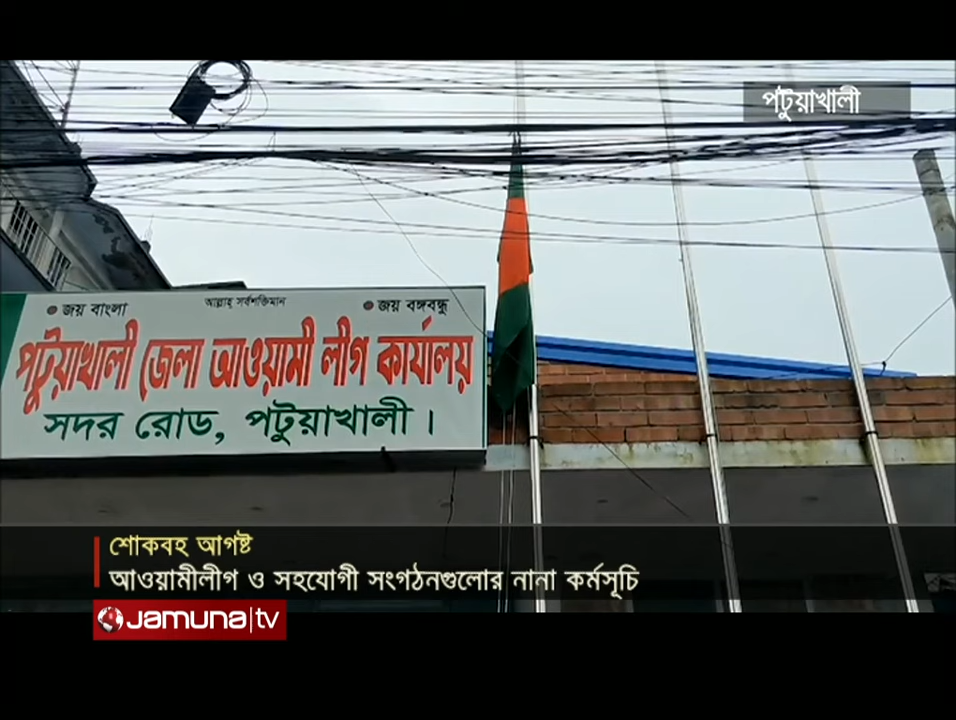 পটুয়াখালী
জয় বাংলা
আল্লাহ্ সর্বশক্তিমান
জয় বঙ্গবন্ধু
পটুয়াখালী জেলা আওয়ামী লীগ কার্যালয়
সদর রোড, পটুয়াখালী।
শোকবহ আগষ্ট
আওয়ামীলীগ ও সহযোগী সংগঠনগুলোর নানা কর্মসূচি
Jamuna|tv